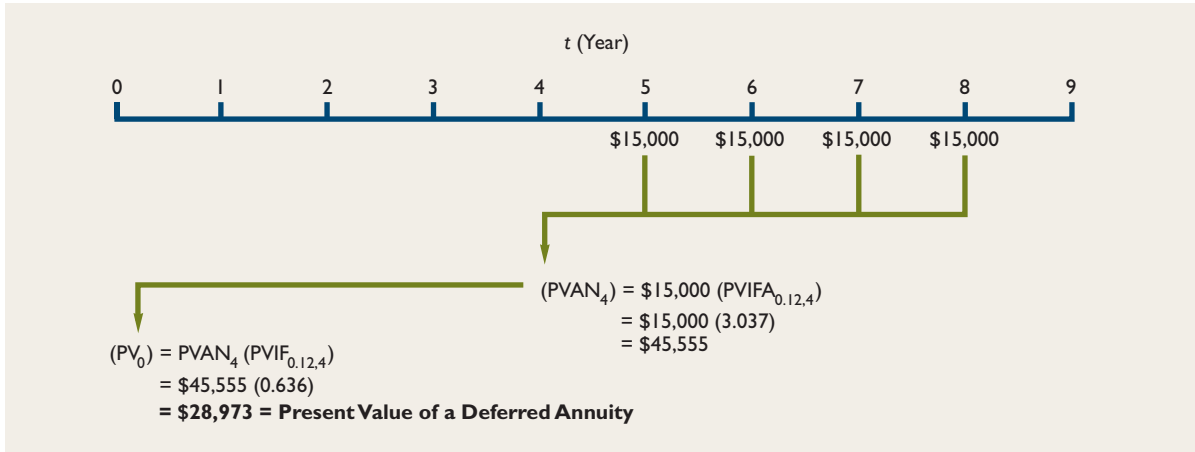 t (Year)
0 1 2 3 4 5 6 7 8 9
$15,000 $15,000 $15,000 $15,000
(PVAN₄) = $15,000 (PVIFA₀.₁₂,₄)
= $15,000 (3.037)
= $45,555
(PV₀) = PVAN₄ (PVIF₀.₁₂,₄)
= $45,555 (0.636)
= $28,973 = Present Value of a Deferred Annuity